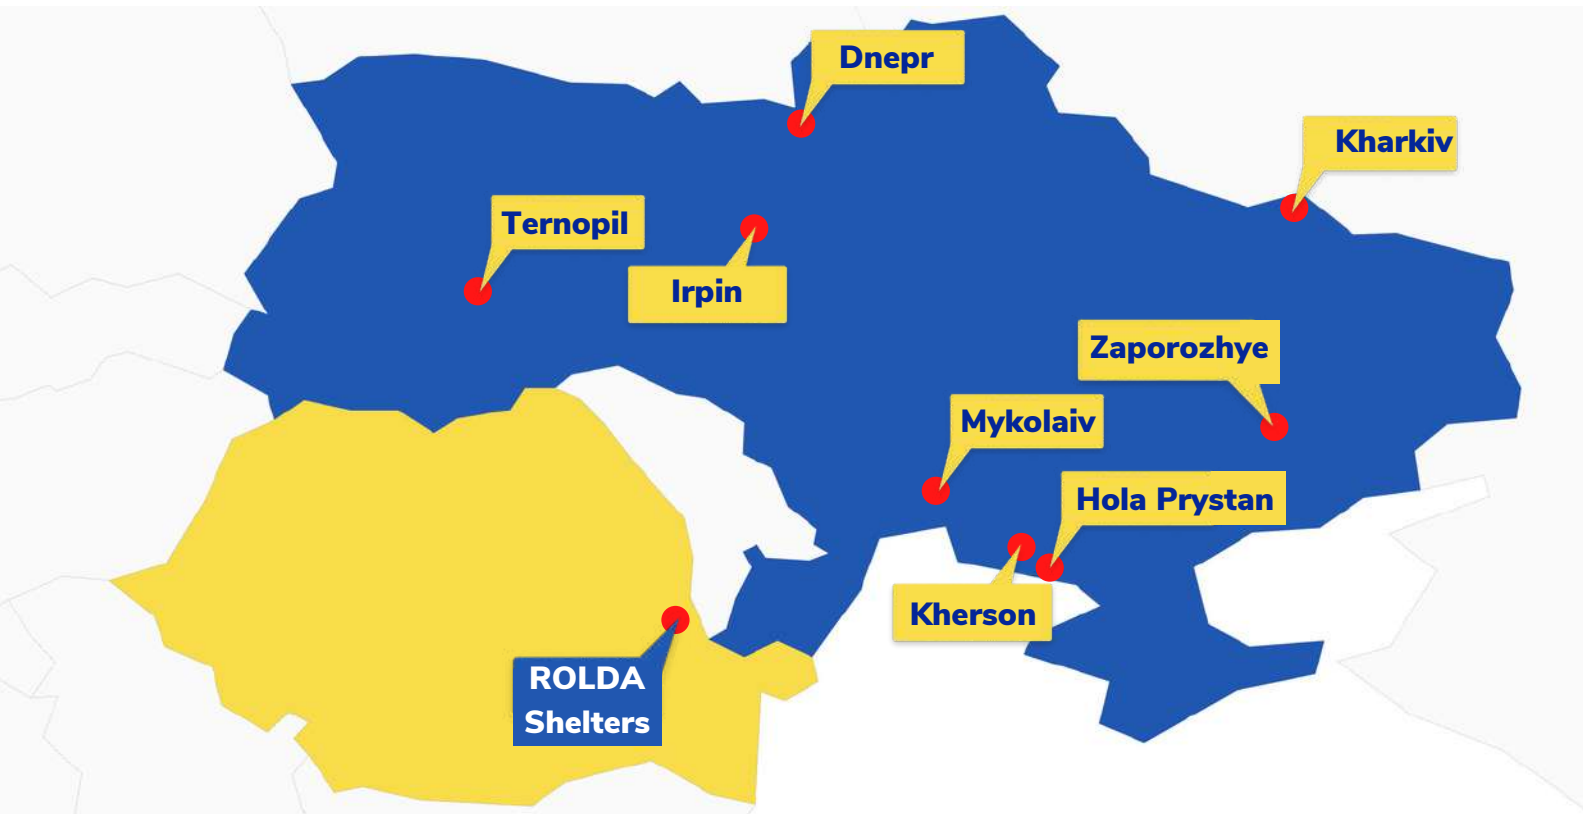 Dnepr
Kharkiv
Ternopil
Irpin
Zaporozhye
Mykolaiv
Hola Prystan
Kherson
ROLDA
Shelters